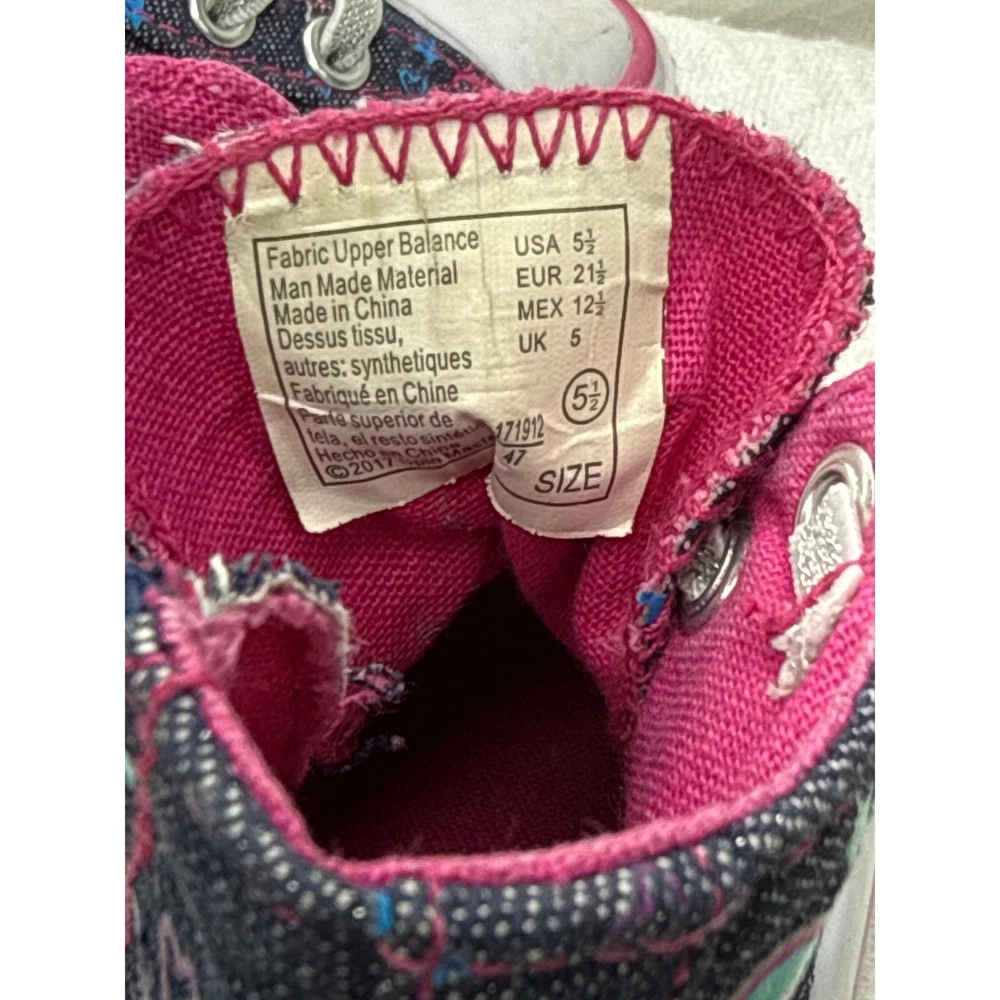 Fabric Upper Balance
Man Made Material
Made in China
Dessus tissu,
autres: synthetiques
Fabriqué en Chine
Parte superior de
tela, el resto
Hecho en China
©2017
USA 5½
EUR 21½
MEX 12½
UK 5
5½
171912
47
SIZE